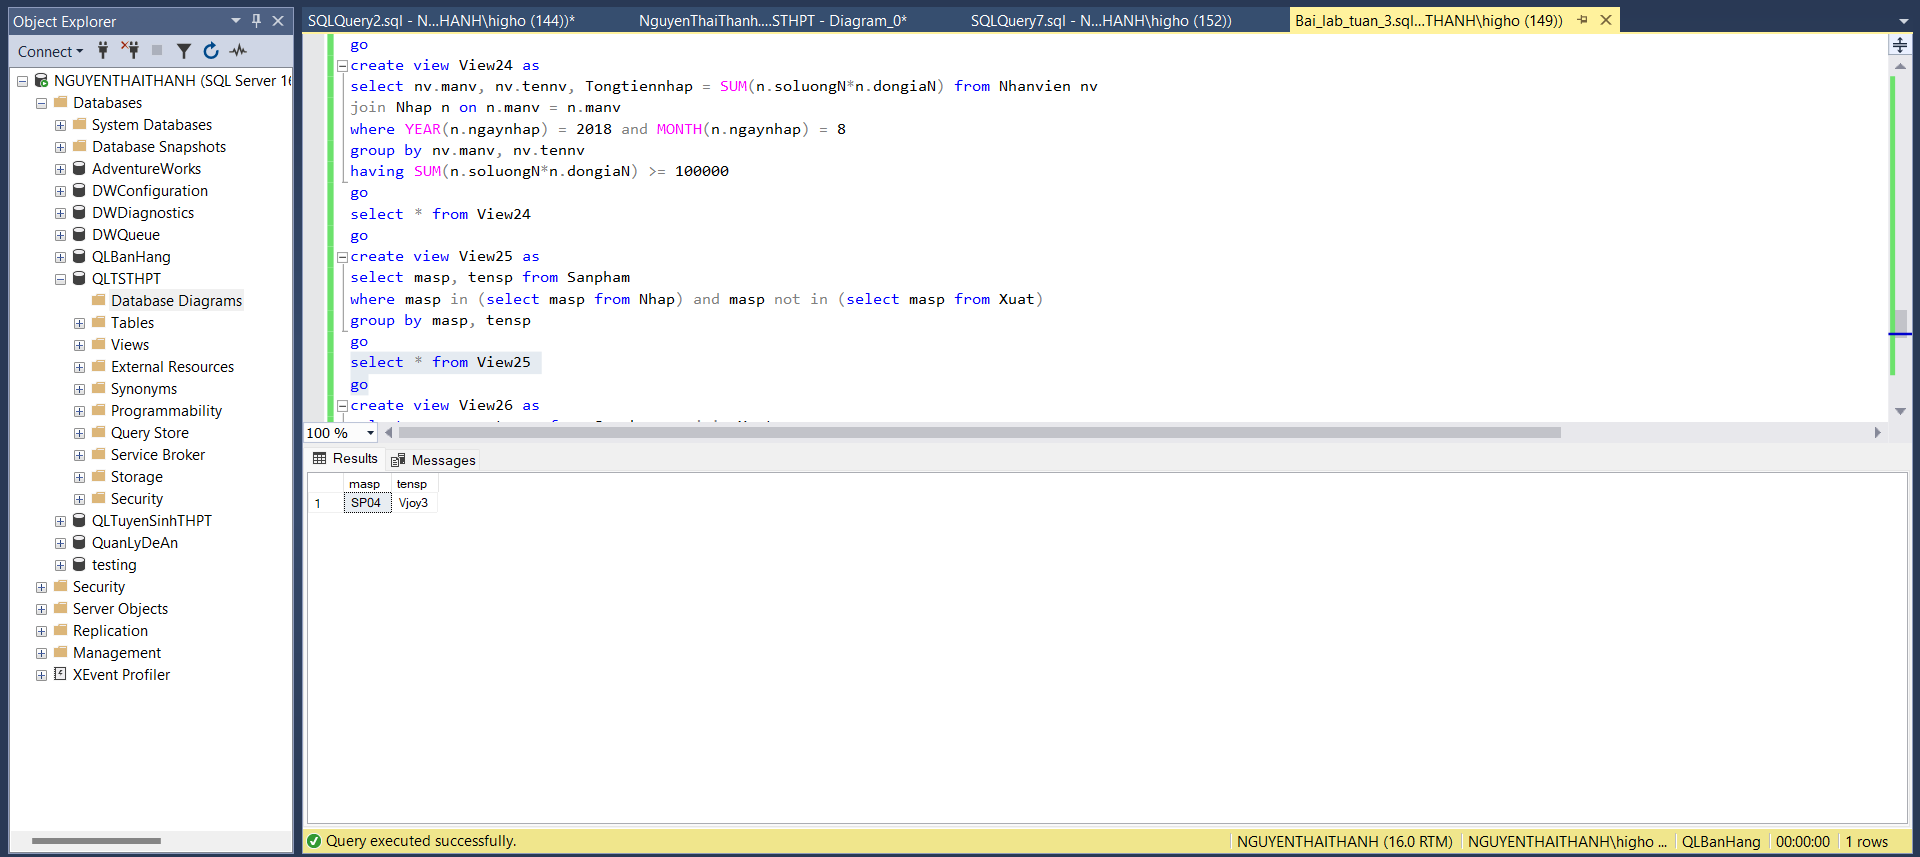 Object Explorer
Connect
NGUYENTHAITHANH (SQL Server 16
Databases
System Databases
Database Snapshots
AdventureWorks
DWConfiguration
DWDiagnostics
DWQueue
QLBanHang
QLTSTHPT
Database Diagrams
Tables
Views
External Resources
Synonyms
Programmability
Query Store
Service Broker
Storage
Security
QLTuyenSinhTHPT
QuanLyDeAn
testing
Security
Server Objects
Replication
Management
XEvent Profiler
SQLQuery2.sql - N...HANH\higho (144))*
NguyenThaiThanh....STHPT - Diagram_0*
SQLQuery7.sql - N...HANH\higho (152))
Bai_lab_tuan_3.sql...THANH\higho (149))
go
create view View24 as
select nv.manv, nv.tennv, Tongtiennhap = SUM(n.soluongN*n.dongiaN) from Nhanvien nv
join Nhap n on n.manv = n.manv
where YEAR(n.ngaynhap) = 2018 and MONTH(n.ngaynhap) = 8
group by nv.manv, nv.tennv
having SUM(n.soluongN*n.dongiaN) >= 100000
go
select * from View24
go
create view View25 as
select masp, tensp from Sanpham
where masp in (select masp from Nhap) and masp not in (select masp from Xuat)
group by masp, tensp
go
select * from View25
go
create view View26 as
100 %
Results
Messages
masp tensp
1 SP04 Vjoy3
Query executed successfully.
NGUYENTHAITHANH (16.0 RTM)
NGUYENTHAITHANH\higho ...
QLBanHang
00:00:00
1 rows